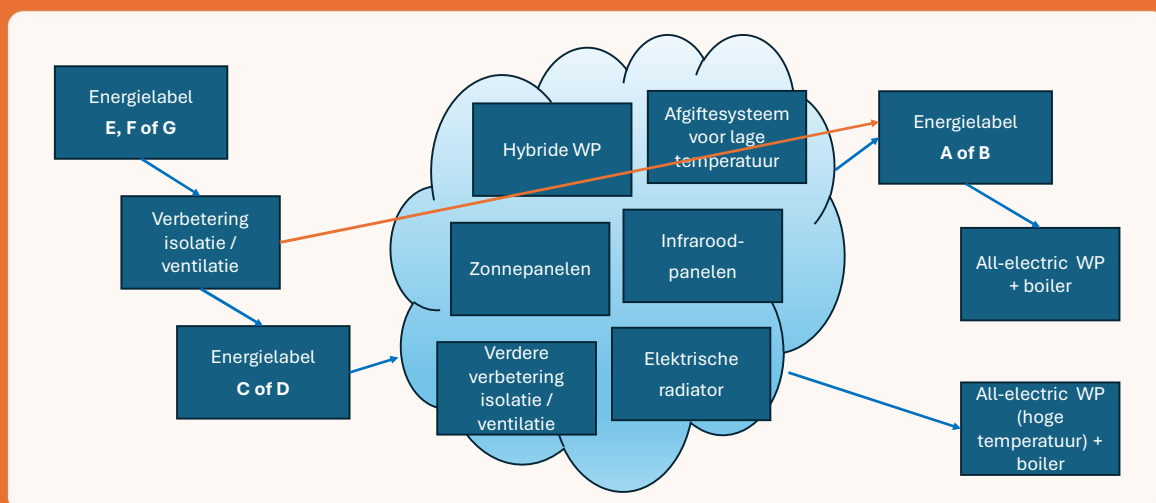 Energielabel
E, F of G
Verbetering
isolatie /
ventilatie
Energielabel
C of D
Hybride WP
Afgiftesysteem
voor lage
temperatuur
Zonnepanelen
Infrarood-
panelen
Verdere
verbetering
isolatie /
ventilatie
Elektrische
radiator
Energielabel
A of B
All-electric WP
+ boiler
All-electric WP
(hoge
temperatuur) +
boiler